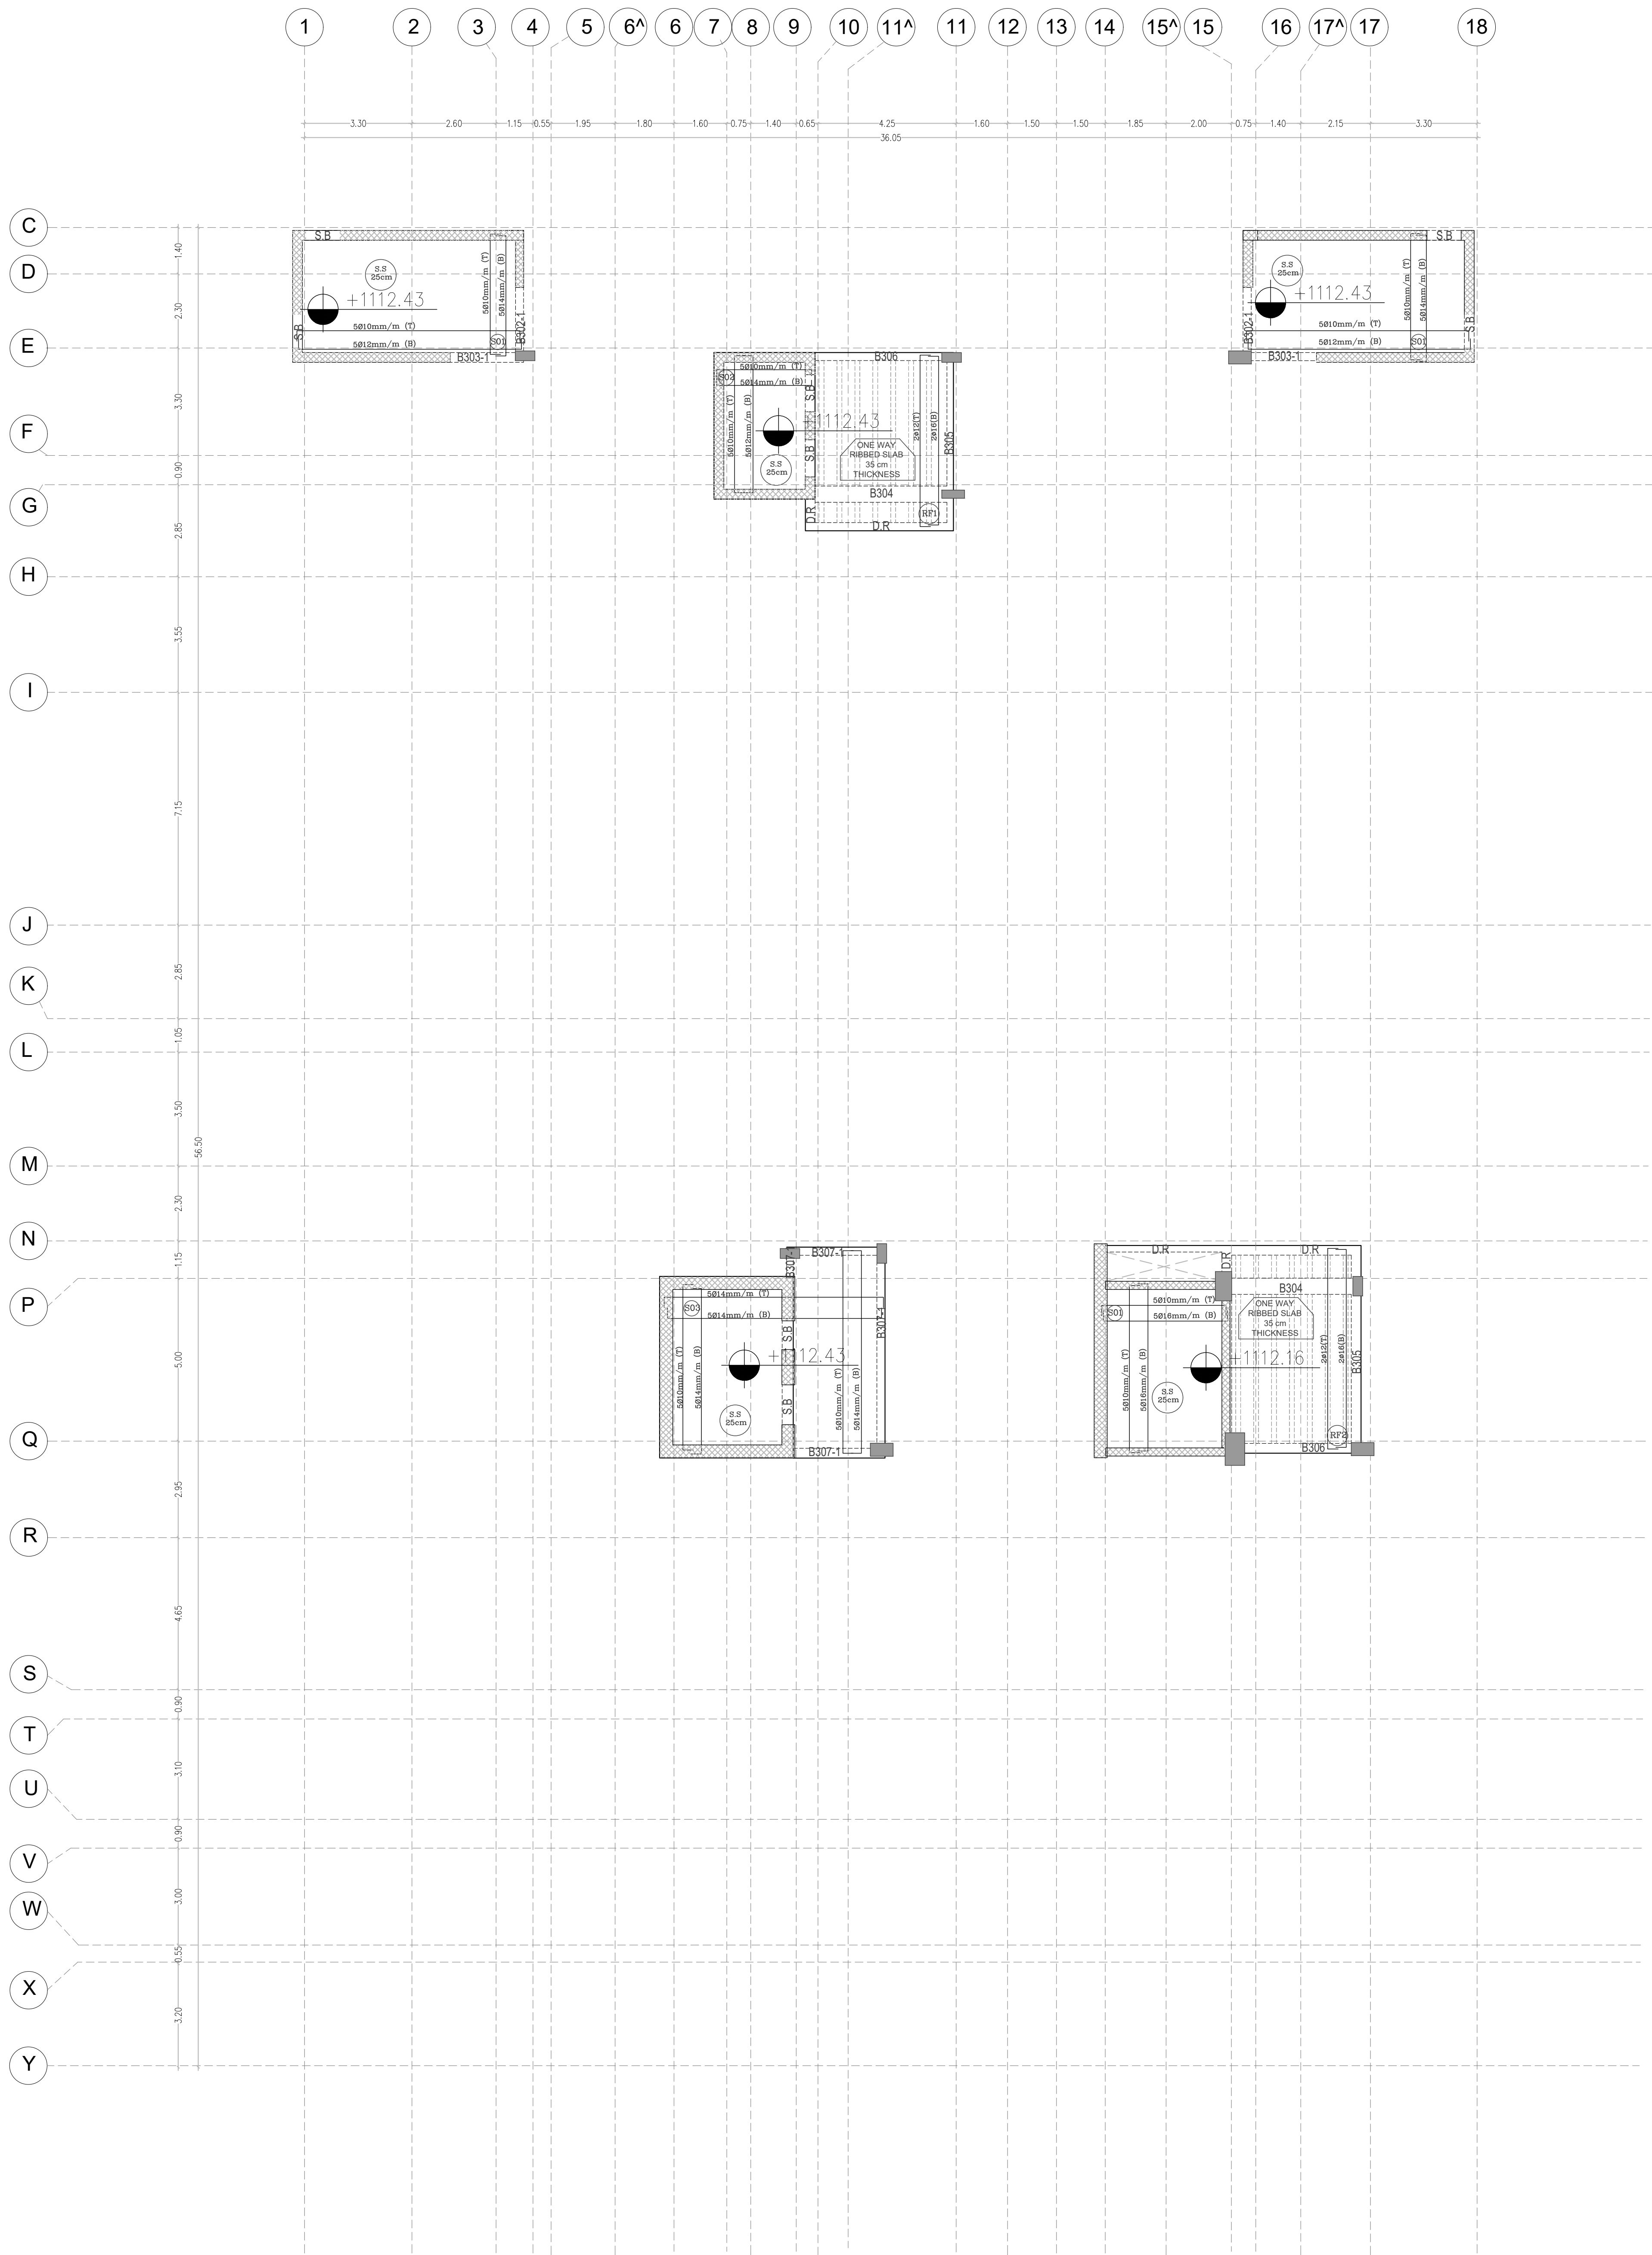 1 2 3 4 5 6^ 6 7 8 9 10 11^ 11 12 13 14 15^ 15 16 17^ 17 18
3.30 2.60 1.15 0.55 1.95 1.80 1.60 0.75 1.40 0.65 4.25 1.60 1.50 1.50 1.85 2.00 0.75 1.40 2.15 3.30
36.05
C
D
E
F
G
H
I
J
K
L
M
N
P
Q
R
S
T
U
V
W
X
Y
1.40
2.30
3.30
0.90
2.85
3.55
7.15
2.85
1.05
3.50
2.30
1.15
5.00
2.95
4.65
0.90
3.10
0.90
3.00
0.55
3.20
56.50
S.B
S.S
25cm
+1112.43
5Ø10mm/m (T)
5Ø14mm/m (B)
S.B
5Ø10mm/m (T)
5Ø12mm/m (B)
S01
B302-1
B303-1
S.B
S.S
25cm
+1112.43
5Ø10mm/m (T)
5Ø14mm/m (B)
S.B
5Ø10mm/m (T)
5Ø12mm/m (B)
S01
B302-1
B303-1
B306
5Ø10mm/m (T)
S02
5Ø14mm/m (B)
S.B
5Ø10mm/m (T)
5Ø12mm/m (B)
+1112.43
S.S
25cm
S.B
ONE WAY
RIBBED SLAB
35 cm
THICKNESS
2ø12(T)
2ø16(B)
B305
B304
RF1
D.R
D.R
B307-1
B307-1
5Ø14mm/m (T)
S03
5Ø14mm/m (B)
S.B
B307-1
5Ø10mm/m (T)
5Ø14mm/m (B)
+1112.43
S.B
S.S
25cm
5Ø10mm/m (T)
5Ø14mm/m (B)
B307-1
D.R
D.R
D.R
B304
5Ø10mm/m (T)
S01
5Ø16mm/m (B)
ONE WAY
RIBBED SLAB
35 cm
THICKNESS
2ø12(T)
2ø16(B)
B305
5Ø10mm/m (T)
5Ø16mm/m (B)
+1112.16
S.S
25cm
RF2
B306